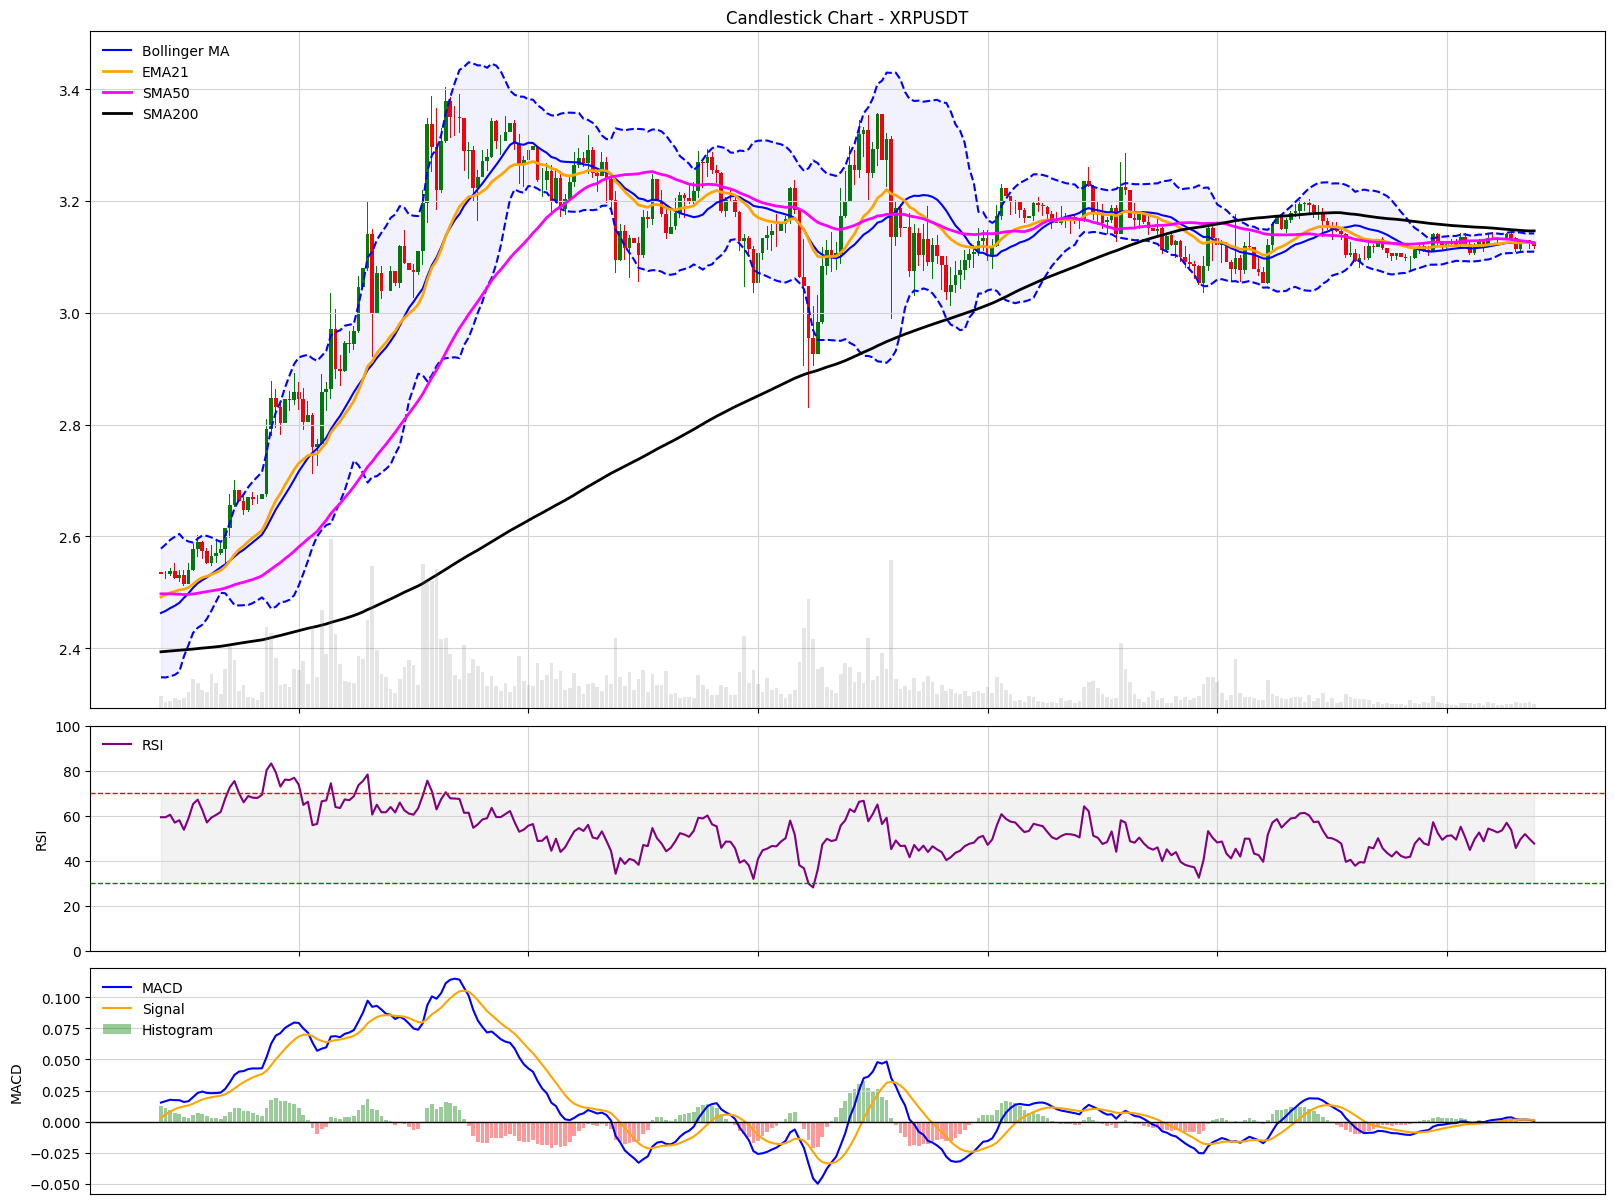 Candlestick Chart - XRPUSDT
Bollinger MA
EMA21
SMA50
SMA200
3.4
3.2
3.0
2.8
2.6
2.4
100
80
60
40
20
0
RSI
RSI
0.100
0.075
0.050
0.025
0.000
−0.025
−0.050
MACD
MACD
Signal
Histogram